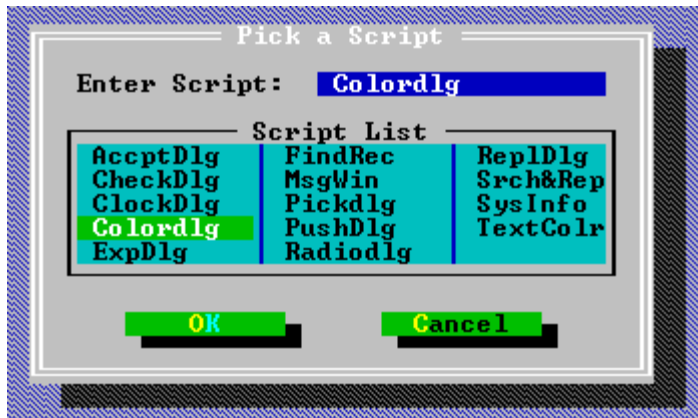 Pick a Script
Enter Script: Colordlg
Script List
AccptDlg FindRec ReplDlg
CheckDlg MsgWin Srch&Rep
ClockDlg Pickdlg SysInfo
Colordlg PushDlg TextColr
ExpDlg Radiodlg
OK Cancel